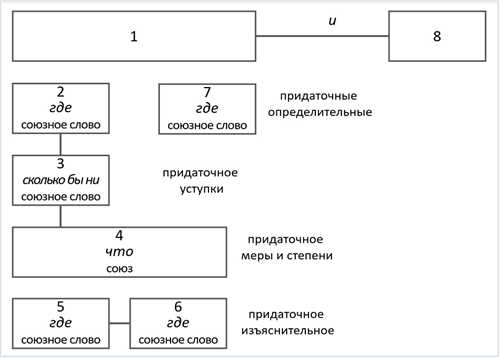 и
1
8
2
где
союзное слово
7
где
союзное слово
придаточные
определительные
3
сколько бы ни
союзное слово
придаточное
уступки
4
что
союз
придаточное
меры и степени
5
где
союзное слово
6
где
союзное слово
придаточное
изъяснительное